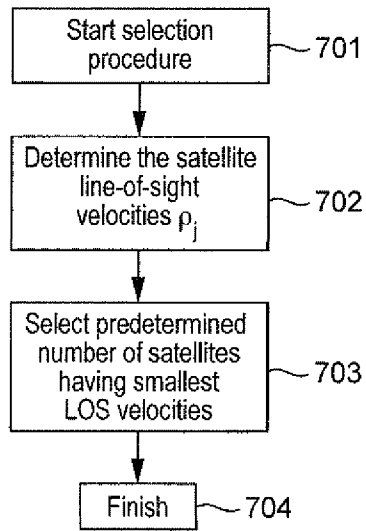 Start selection
procedure
701
Determine the satellite
line-of-sight
velocities ρj
702
Select predetermined
number of satellites
having smallest
LOS velocities
703
Finish
704